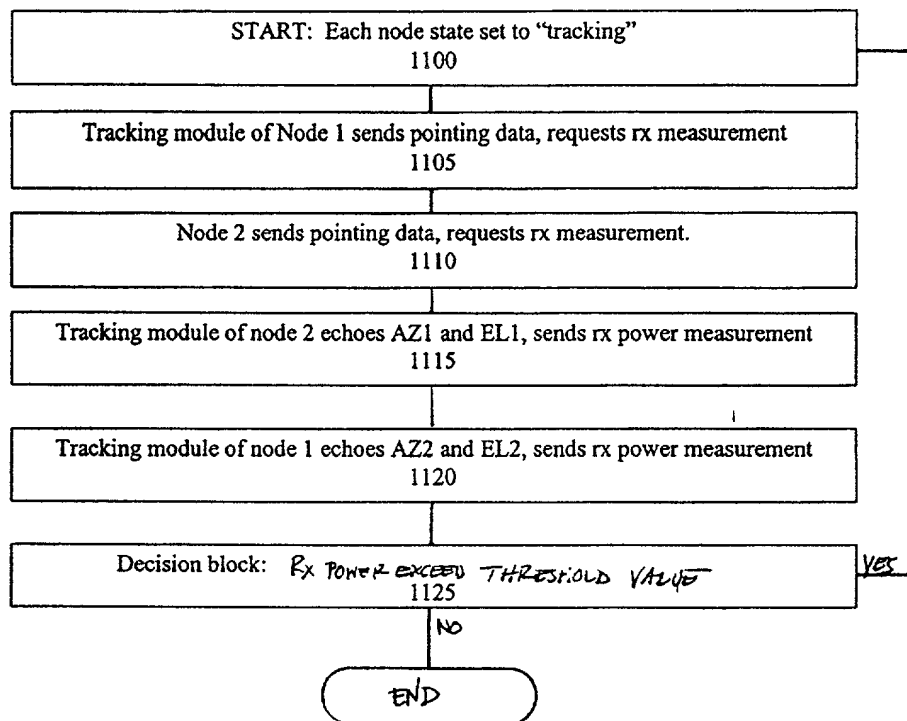 START: Each node state set to "tracking"
1100
Tracking module of Node 1 sends pointing data, requests rx measurement
1105
Node 2 sends pointing data, requests rx measurement.
1110
Tracking module of node 2 echoes AZ1 and EL1, sends rx power measurement
1115
Tracking module of node 1 echoes AZ2 and EL2, sends rx power measurement
1120
Decision block: Rx POWER EXCEED THRESHOLD VALUE
1125
YES
NO
END